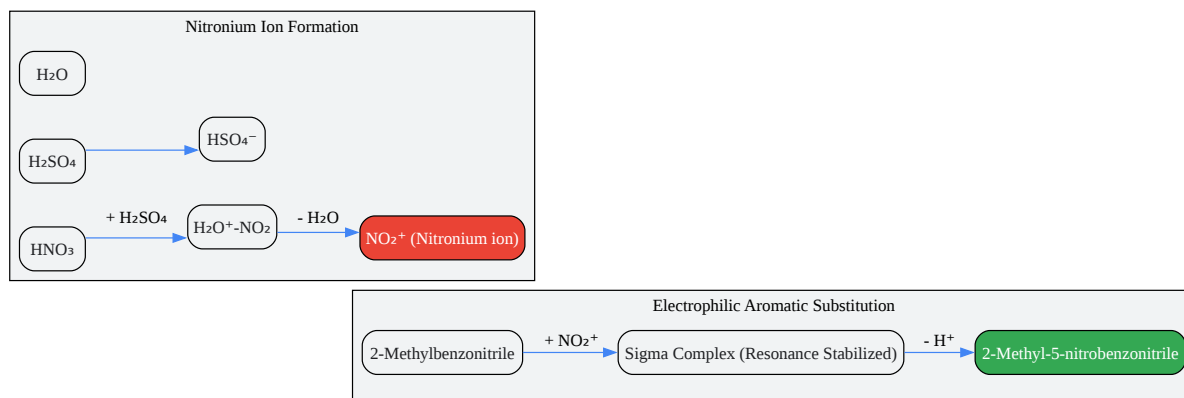 Nitronium Ion Formation
H₂O
H₂SO₄
HSO₄⁻
HNO₃
+ H₂SO₄
H₂O⁺-NO₂
- H₂O
NO₂⁺ (Nitronium ion)
Electrophilic Aromatic Substitution
2-Methylbenzonitrile
+ NO₂⁺
Sigma Complex (Resonance Stabilized)
- H⁺
2-Methyl-5-nitrobenzonitrile